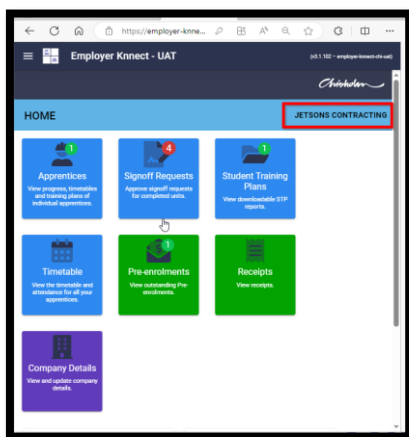 https://employer-knne...
Employer Knnect - UAT
(v0.1.102 - employer-knnect-chi-uat)
Chisholm
HOME
JETSONS CONTRACTING
1
Apprentices
View progress, timetables
and training plans of
individual apprentices.
4
Signoff Requests
Approve signoff requests
for completed units.
1
Student Training
Plans
View downloadable STP
reports.
Timetable
View the timetable and
attendance for all your
apprentices.
1
Pre-enrolments
View outstanding Pre-
enrolments.
Receipts
View receipts.
Company Details
View and update company
details.